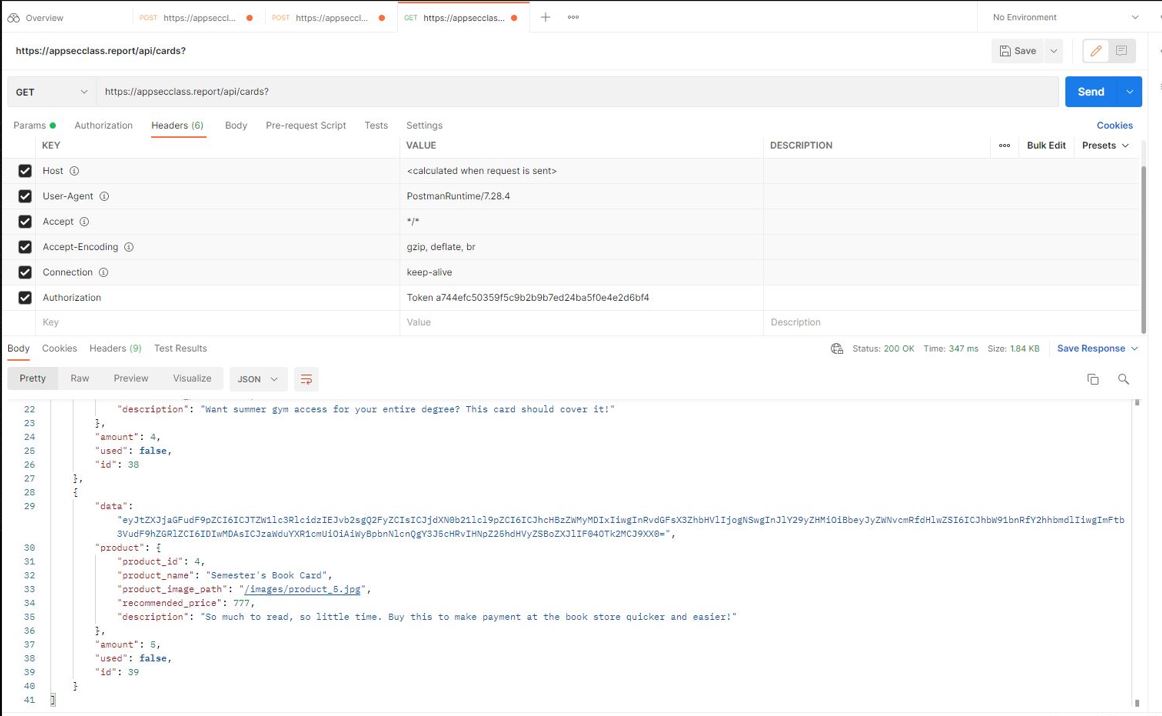 Overview
POST https://appseccl...
POST https://appseccl...
GET https://appsecclas...
No Environment
https://appsecclass.report/api/cards?
Save
GET https://appsecclass.report/api/cards?
Send
Params Authorization Headers (6) Body Pre-request Script Tests Settings Cookies
KEY VALUE DESCRIPTION Bulk Edit Presets
Host <calculated when request is sent>
User-Agent PostmanRuntime/7.28.4
Accept */*
Accept-Encoding gzip, deflate, br
Connection keep-alive
Authorization Token a744efc50359f5c9b2b9b7ed24ba5f0e4e2d6bf4
Key Value Description
Body Cookies Headers (9) Test Results Status: 200 OK Time: 347 ms Size: 1.84 KB Save Response
Pretty Raw Preview Visualize JSON
22 "description": "Want summer gym access for your entire degree? This card should cover it!"
23 },
24 "amount": 4,
25 "used": false,
26 "id": 38
27 },
28 {
29 "data":
30 "product": {
31 "product_id": 4,
32 "product_name": "Semester's Book Card",
33 "product_image_path": "/images/product_5.jpg",
34 "recommended_price": 777,
35 "description": "So much to read, so little time. Buy this to make payment at the book store quicker and easier!"
36 },
37 "amount": 5,
38 "used": false,
39 "id": 39
40 }
41 ]